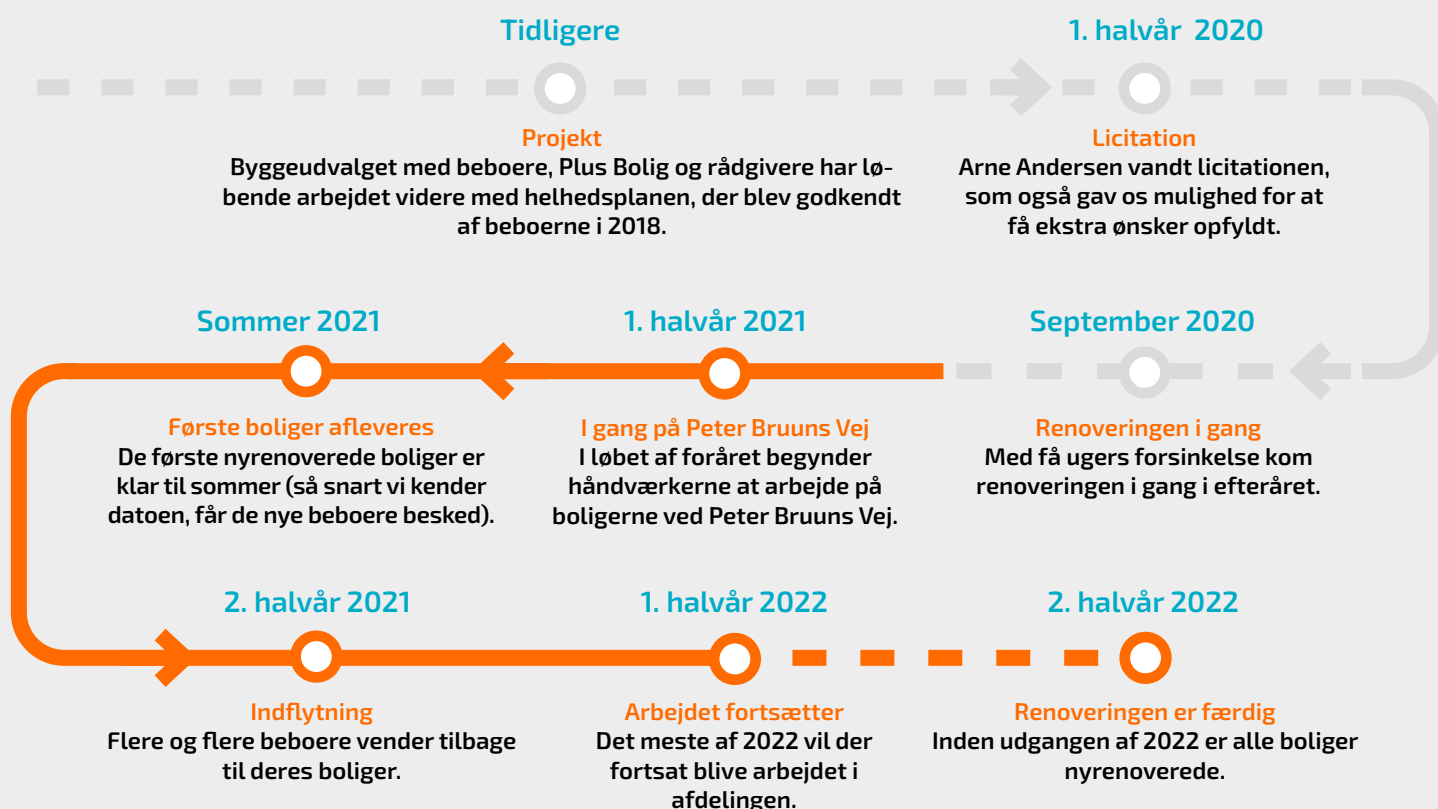 Tidligere
Projekt
Byggeudvalget med beboere, Plus Bolig og rådgivere har lø-
bende arbejdet videre med helhedsplanen, der blev godkendt
af beboerne i 2018.
1. halvår 2020
Licitation
Arne Andersen vandt licitationen,
som også gav os mulighed for at
få ekstra ønsker opfyldt.
September 2020
Renoveringen i gang
Med få ugers forsinkelse kom
renoveringen i gang i efteråret.
1. halvår 2021
I gang på Peter Bruuns Vej
I løbet af foråret begynder
håndværkerne at arbejde på
boligerne ved Peter Bruuns Vej.
Sommer 2021
Første boliger afleveres
De første nyrenoverede boliger er
klar til sommer (så snart vi kender
datoen, får de nye beboere besked).
2. halvår 2021
Indflytning
Flere og flere beboere vender tilbage
til deres boliger.
1. halvår 2022
Arbejdet fortsætter
Det meste af 2022 vil der
fortsat blive arbejdet i
afdelingen.
2. halvår 2022
Renoveringen er færdig
Inden udgangen af 2022 er alle boliger
nyrenoverede.